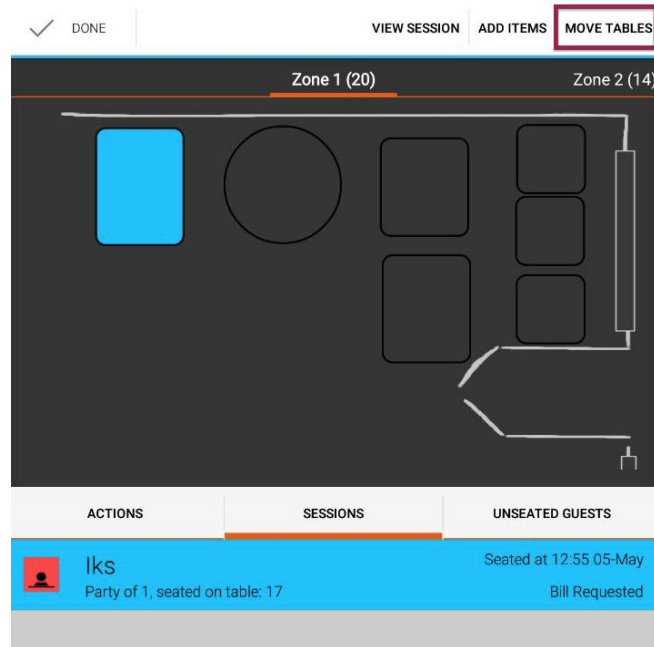 DONE
VIEW SESSION
ADD ITEMS
MOVE TABLES
Zone 1 (20)
Zone 2 (14)
ACTIONS
SESSIONS
UNSEATED GUESTS
Iks
Seated at 12:55 05-May
Party of 1, seated on table: 17
Bill Requested